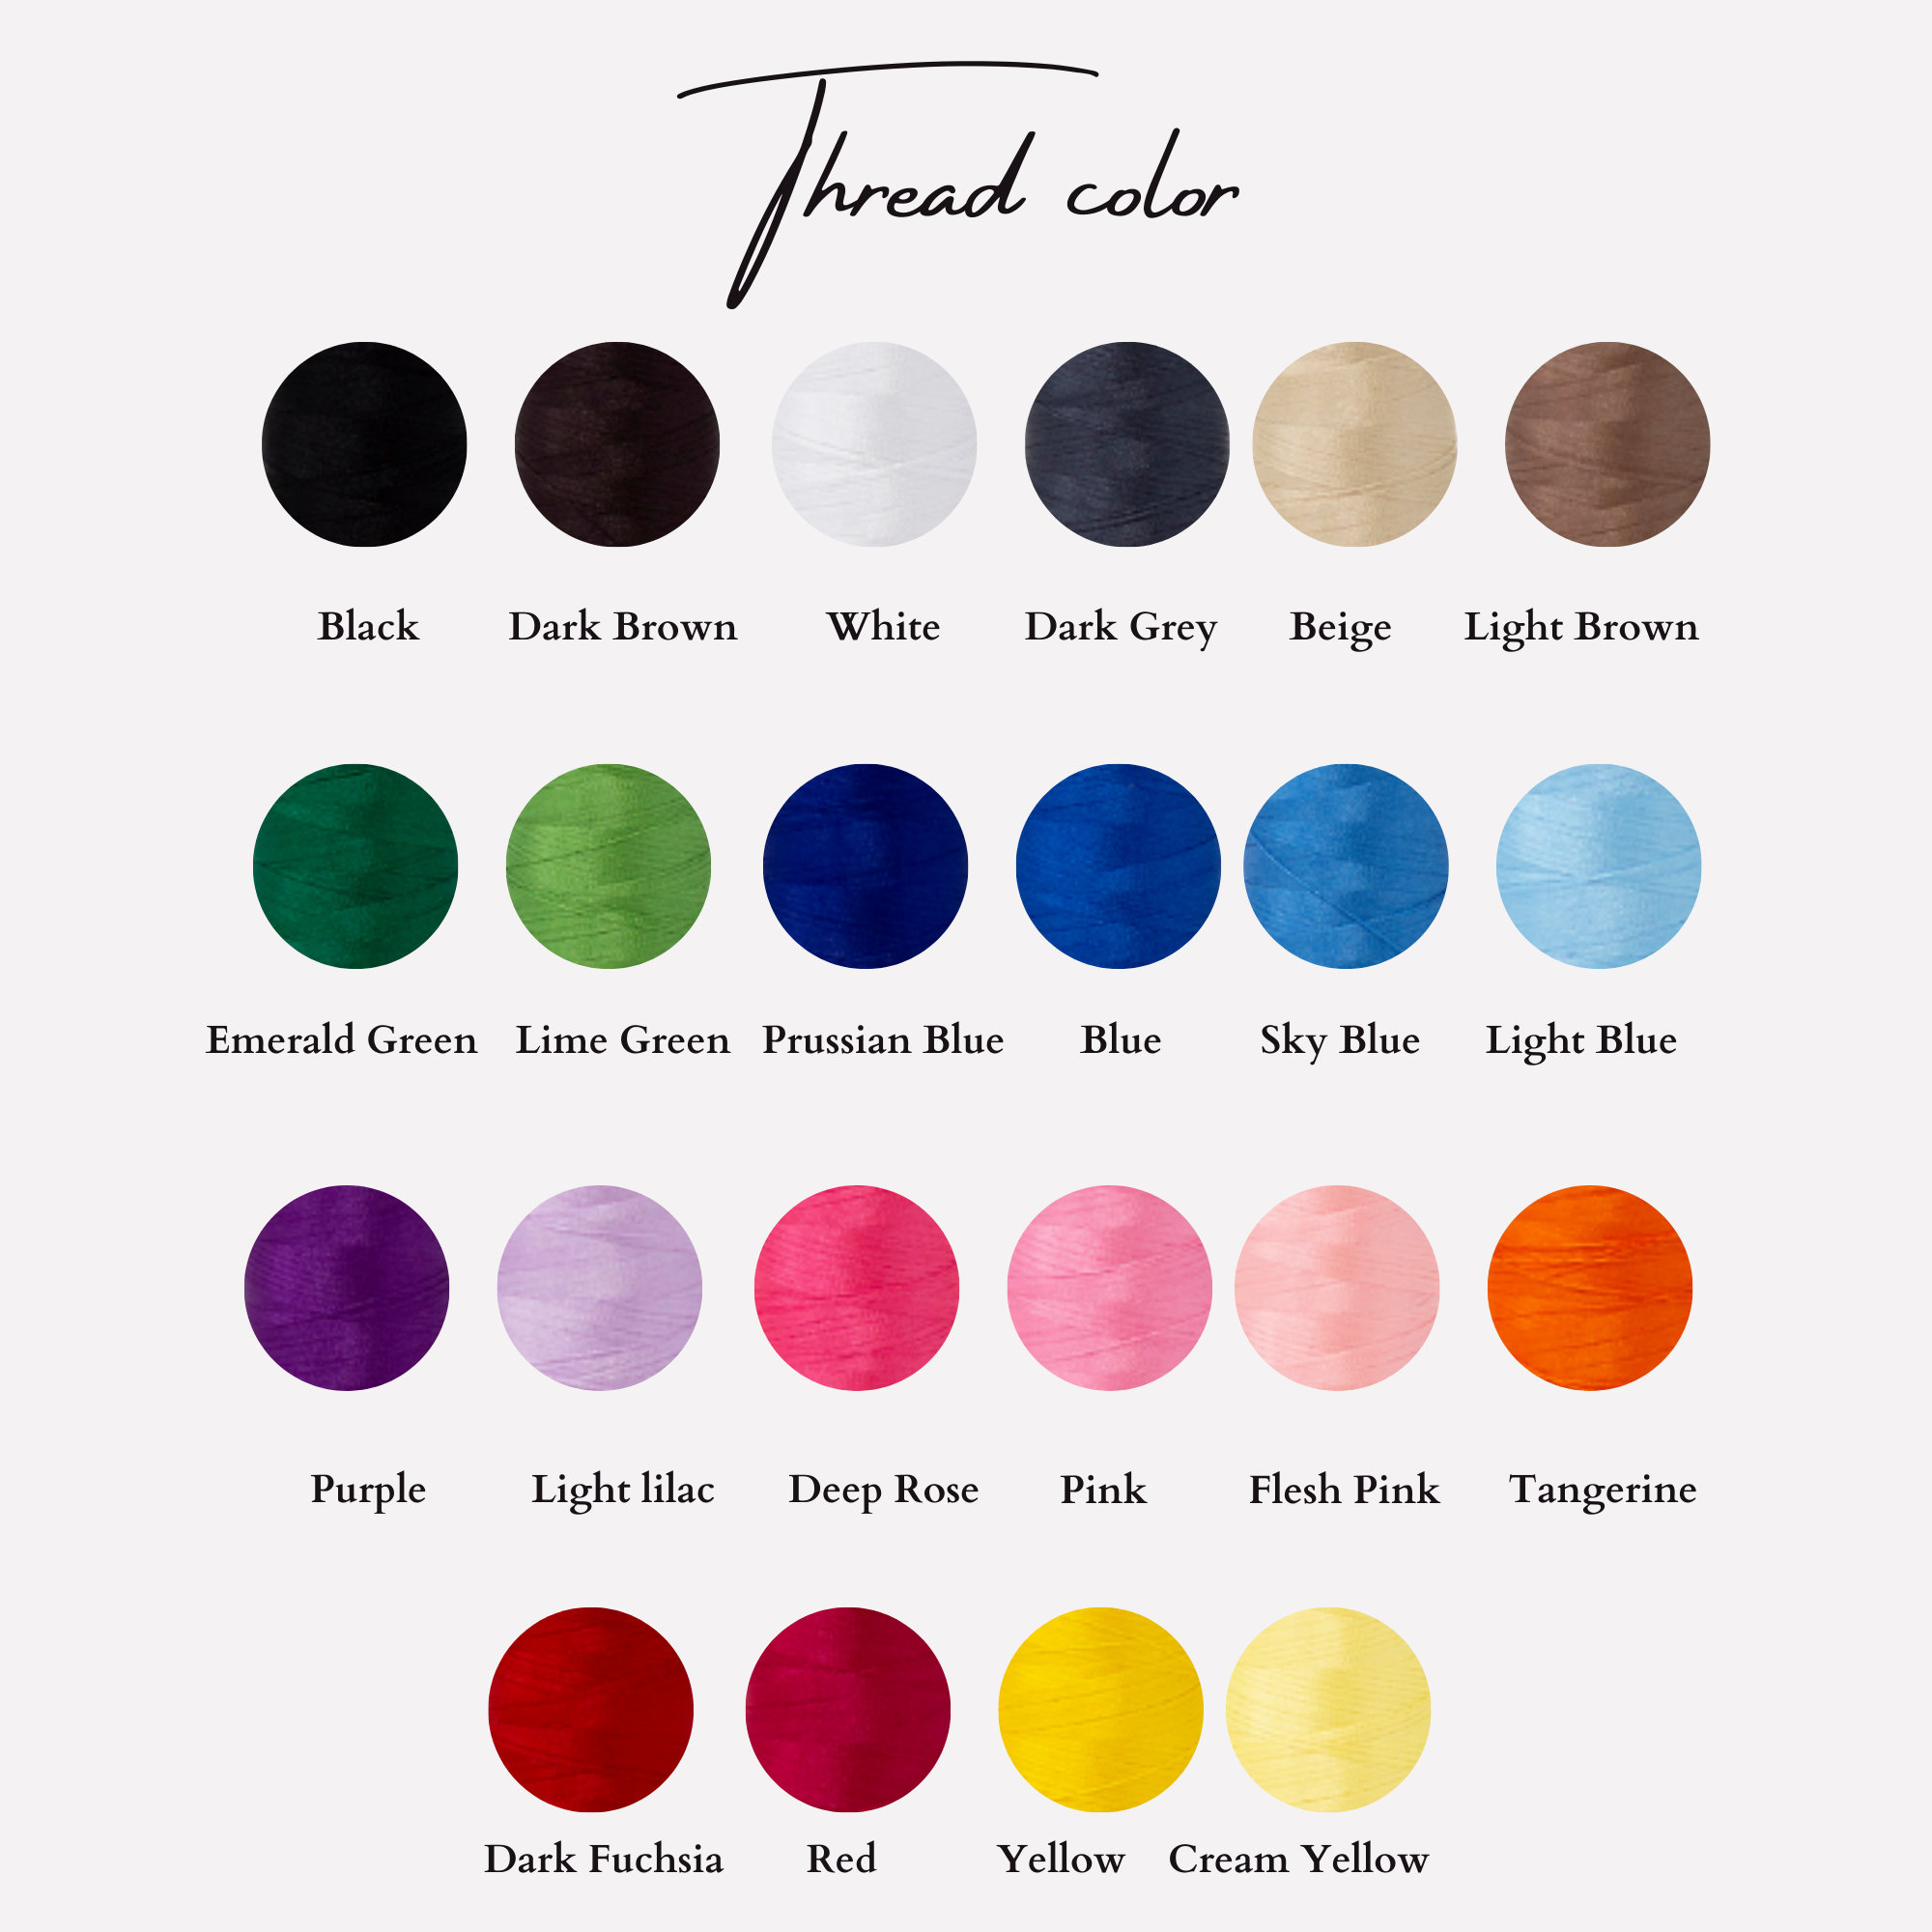 Thread color
Black Dark Brown White Dark Grey Beige Light Brown
Emerald Green Lime Green Prussian Blue Blue Sky Blue Light Blue
Purple Light lilac Deep Rose Pink Flesh Pink Tangerine
Dark Fuchsia Red Yellow Cream Yellow